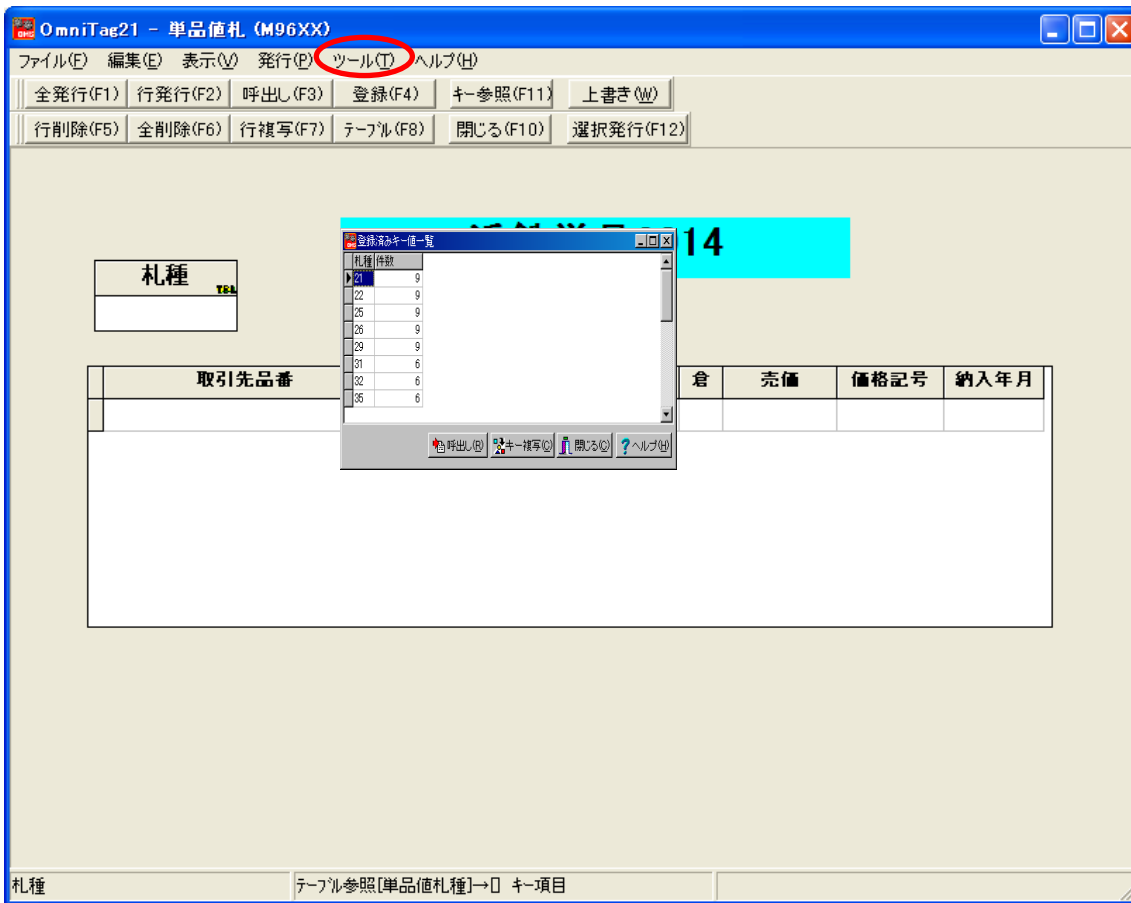 OmniTag21 - 単品値札 (M96XX)
ファイル(F) 編集(E) 表示(V) 発行(P) ツール(T) ヘルプ(H)
全発行(F1) 行発行(F2) 呼出し(F3) 登録(F4) キー参照(F11) 上書き(W)
行削除(F5) 全削除(F6) 行複写(F7) テーブル(F8) 閉じる(F10) 選択発行(F12)
14
登録済みキー値一覧
札種 件数
21 9
22 9
25 9
26 9
29 9
31 6
32 6
35 6
呼出し(R) キー複写(C) 閉じる(C) ヘルプ(H)
札種 TBL
取引先品番 倉 売価 価格記号 納入年月
札種 テーブル参照[単品値札種]→▯ キー項目